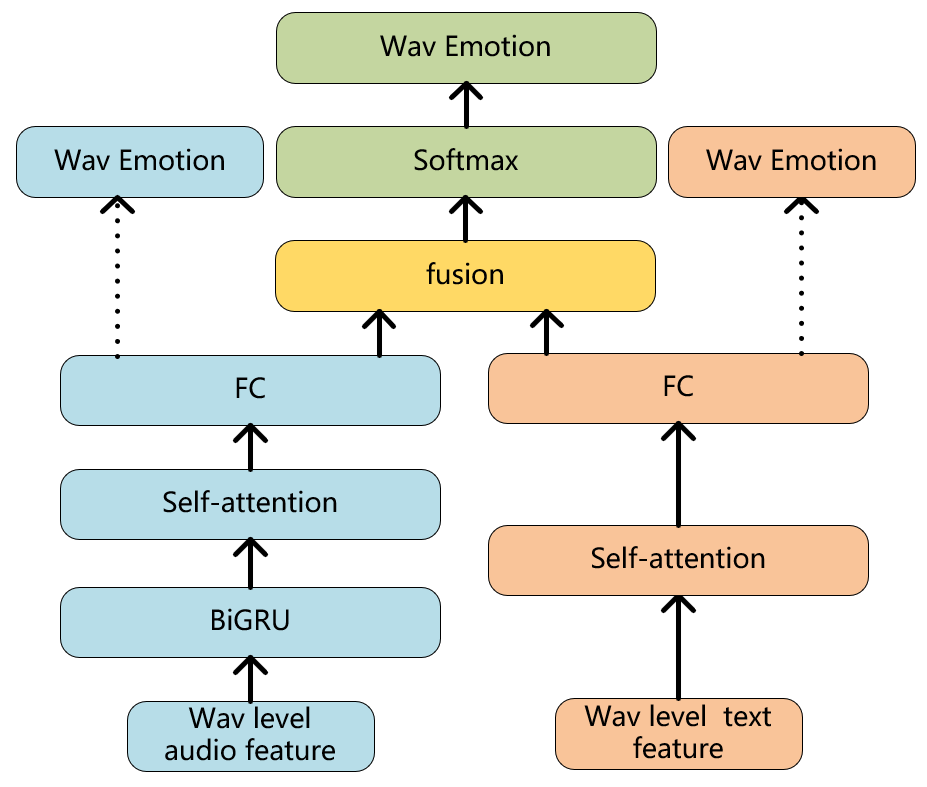 Wav Emotion
Wav Emotion
Softmax
Wav Emotion
fusion
FC
FC
Self-attention
Self-attention
BiGRU
Wav level
audio feature
Wav level  text
feature